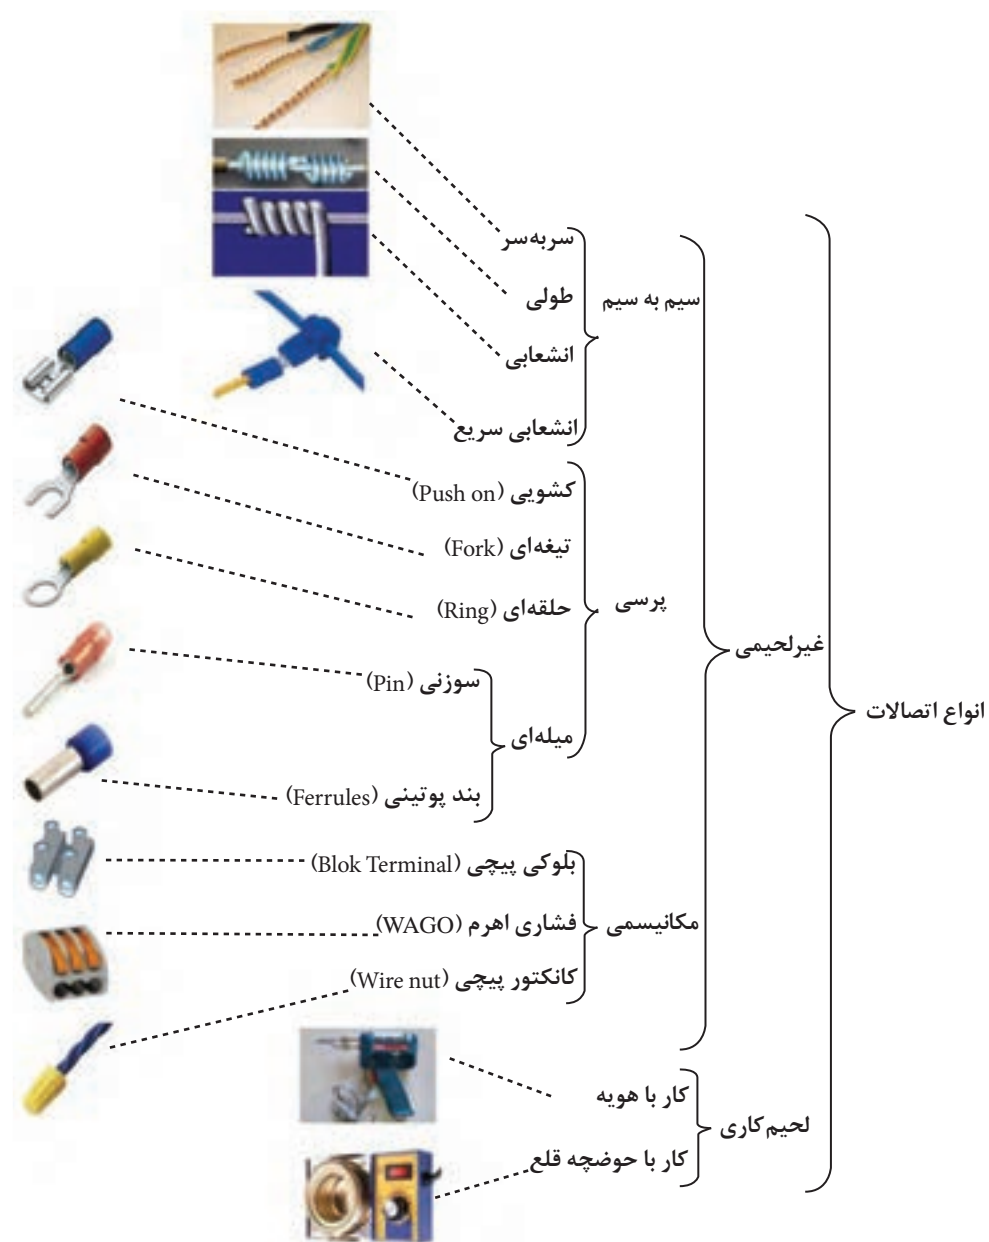 سربه‌سر
طولی
سیم به سیم
انشعابی
انشعابی سریع
کشویی (Push on)
تیغه‌ای (Fork)
پرسی
حلقه‌ای (Ring)
غیرلحیمی
سوزنی (Pin)
انواع اتصالات
میله‌ای
بند پوتینی (Ferrules)
بلوکی پیچی (Blok Terminal)
مکانیسمی
فشاری اهرم (WAGO)
کانکتور پیچی (Wire nut)
کار با هویه
لحیم‌کاری
کار با حوضچه قلع